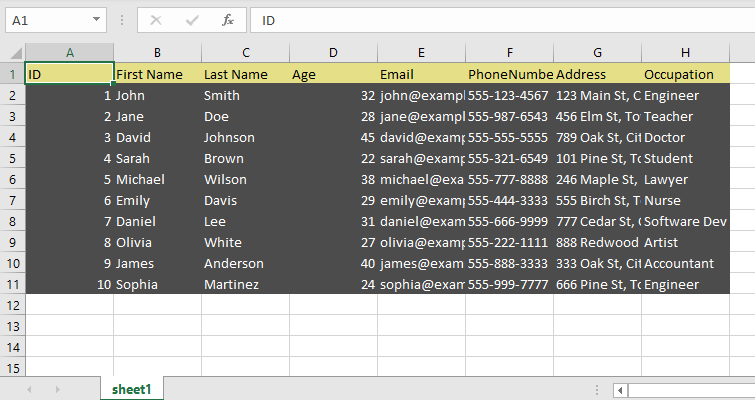 A1 fx ID
A B C D E F G H
1 ID First Name Last Name Age Email PhoneNumbe Address Occupation
2 1 John Smith 32 john@exampl 555-123-4567 123 Main St, C Engineer
3 2 Jane Doe 28 jane@exampl 555-987-6543 456 Elm St, To Teacher
4 3 David Johnson 45 david@examp 555-555-5555 789 Oak St, Cit Doctor
5 4 Sarah Brown 22 sarah@examp 555-321-6549 101 Pine St, To Student
6 5 Michael Wilson 38 michael@exa 555-777-8888 246 Maple St, Lawyer
7 6 Emily Davis 29 emily@examp 555-444-3333 555 Birch St, T Nurse
8 7 Daniel Lee 31 daniel@exam 555-666-9999 777 Cedar St, C Software Dev
9 8 Olivia White 27 olivia@examp 555-222-1111 888 Redwood Artist
10 9 James Anderson 40 james@exam 555-888-3333 333 Oak St, Cit Accountant
11 10 Sophia Martinez 24 sophia@exam 555-999-7777 666 Pine St, To Engineer
12
13
14
15
sheet1